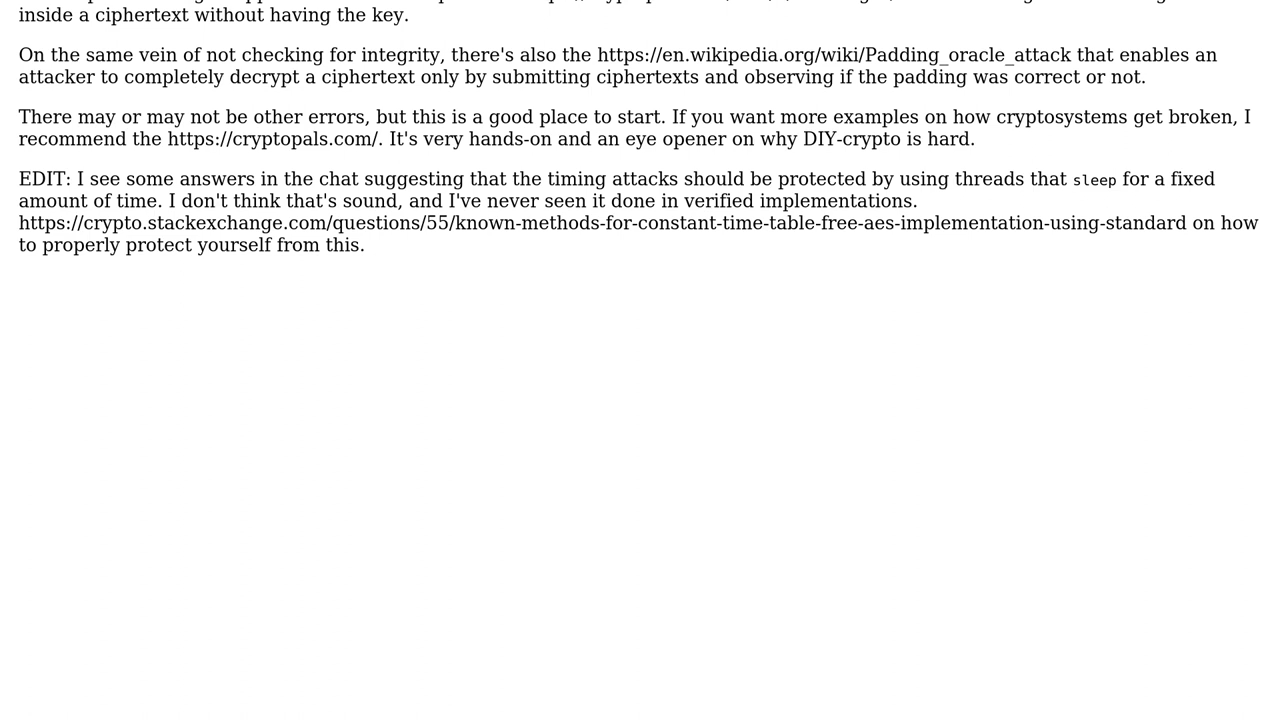 inside a ciphertext without having the key.
On the same vein of not checking for integrity, there's also the https://en.wikipedia.org/wiki/Padding_oracle_attack that enables an
attacker to completely decrypt a ciphertext only by submitting ciphertexts and observing if the padding was correct or not.
There may or may not be other errors, but this is a good place to start. If you want more examples on how cryptosystems get broken, I
recommend the https://cryptopals.com/. It's very hands-on and an eye opener on why DIY-crypto is hard.
EDIT: I see some answers in the chat suggesting that the timing attacks should be protected by using threads that sleep for a fixed
amount of time. I don't think that's sound, and I've never seen it done in verified implementations.
https://crypto.stackexchange.com/questions/55/known-methods-for-constant-time-table-free-aes-implementation-using-standard on how
to properly protect yourself from this.